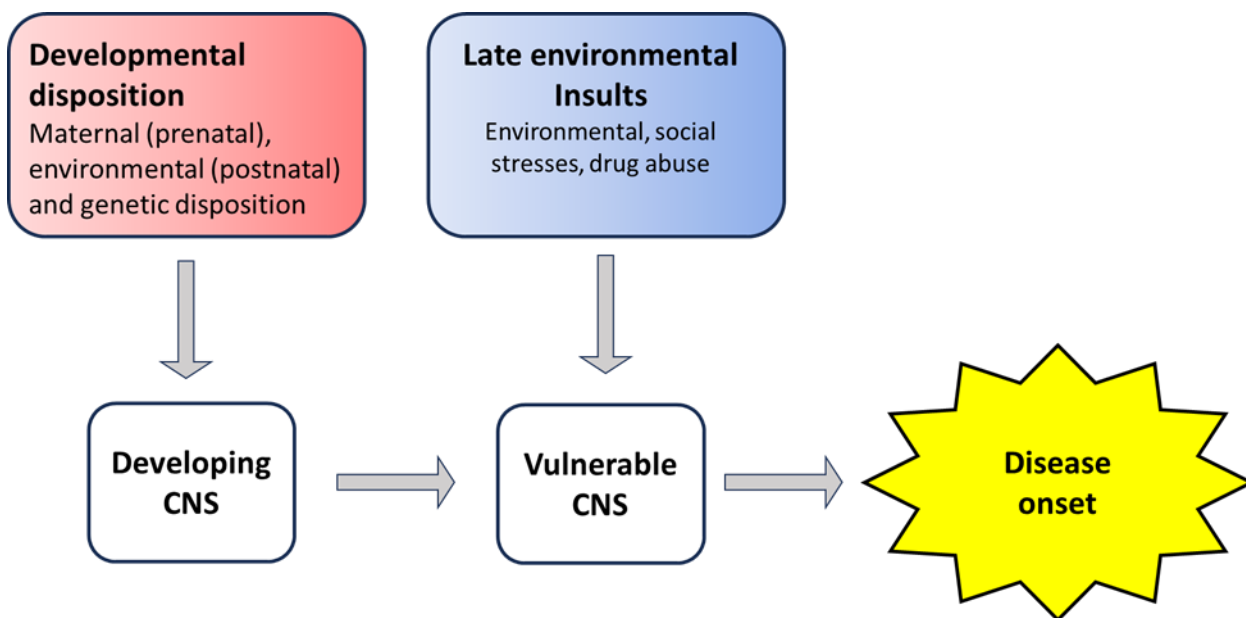 Developmental
disposition
Maternal (prenatal),
environmental (postnatal)
and genetic disposition
Late environmental
Insults
Environmental, social
stresses, drug abuse
Developing
CNS
Vulnerable
CNS
Disease
onset